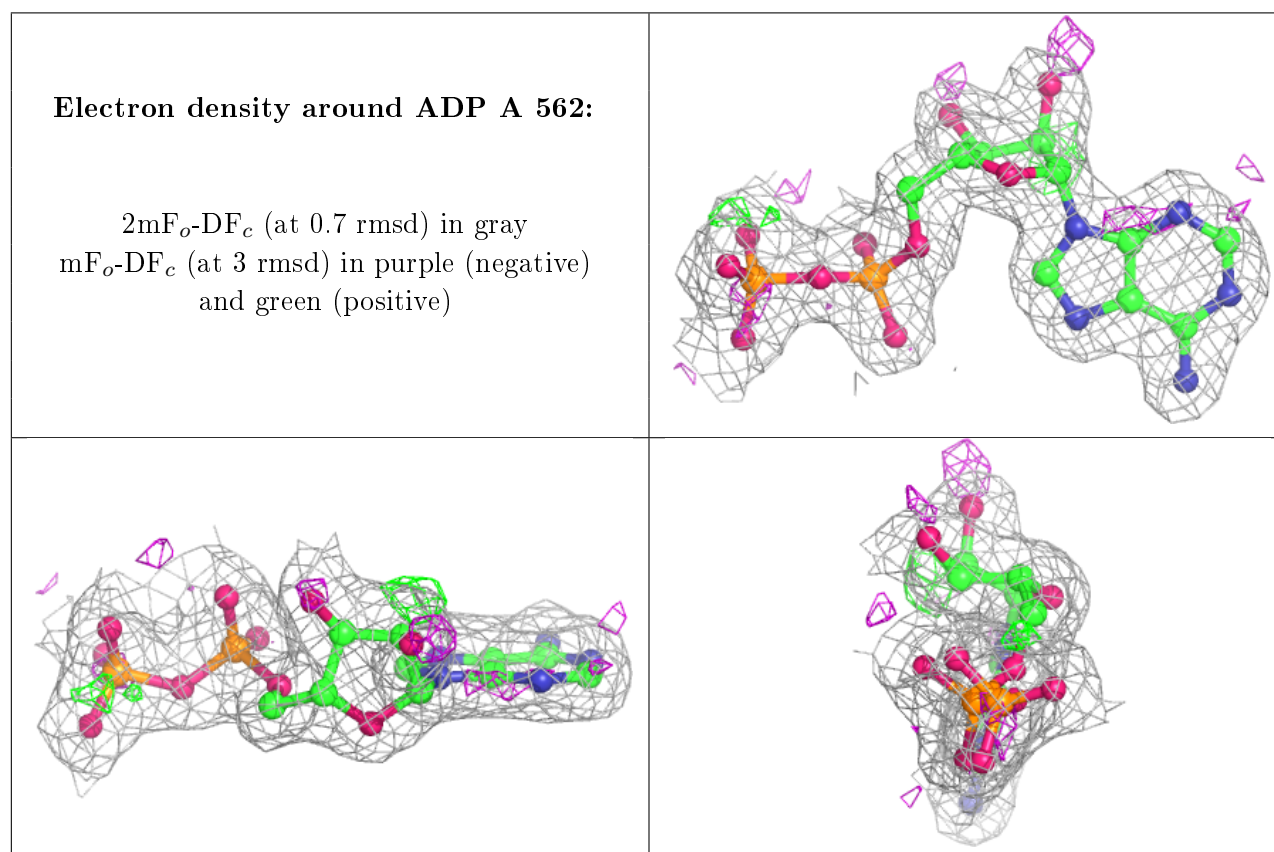 Electron density around ADP A 562:
2mFₒ-DF𝒸 (at 0.7 rmsd) in gray
mFₒ-DF𝒸 (at 3 rmsd) in purple (negative)
and green (positive)